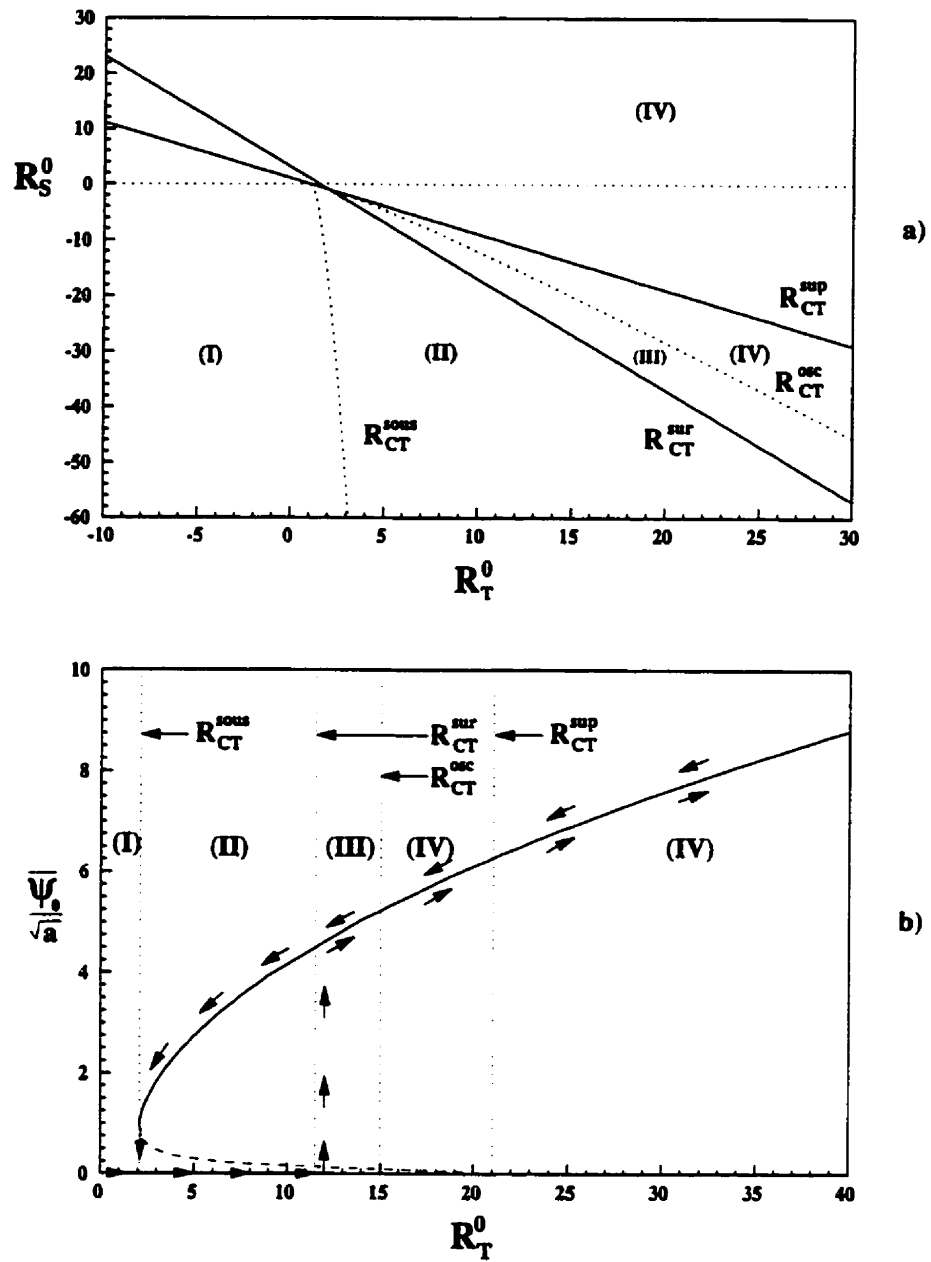 30
20
10
0
-10
-20
-30
-40
-50
-60
R_S^0
(IV)
a)
R_CT^sup
(I)
(II)
(III)
(IV)
R_CT^osc
R_CT^sous
R_CT^sur
-10 -5 0 5 10 15 20 25 30
R_T^0
10
8
6
4
2
0
R_CT^sous
R_CT^sur
R_CT^sup
R_CT^osc
(I)
(II)
(III)
(IV)
(IV)
Ψ_0
√a
b)
0 5 10 15 20 25 30 35 40
R_T^0